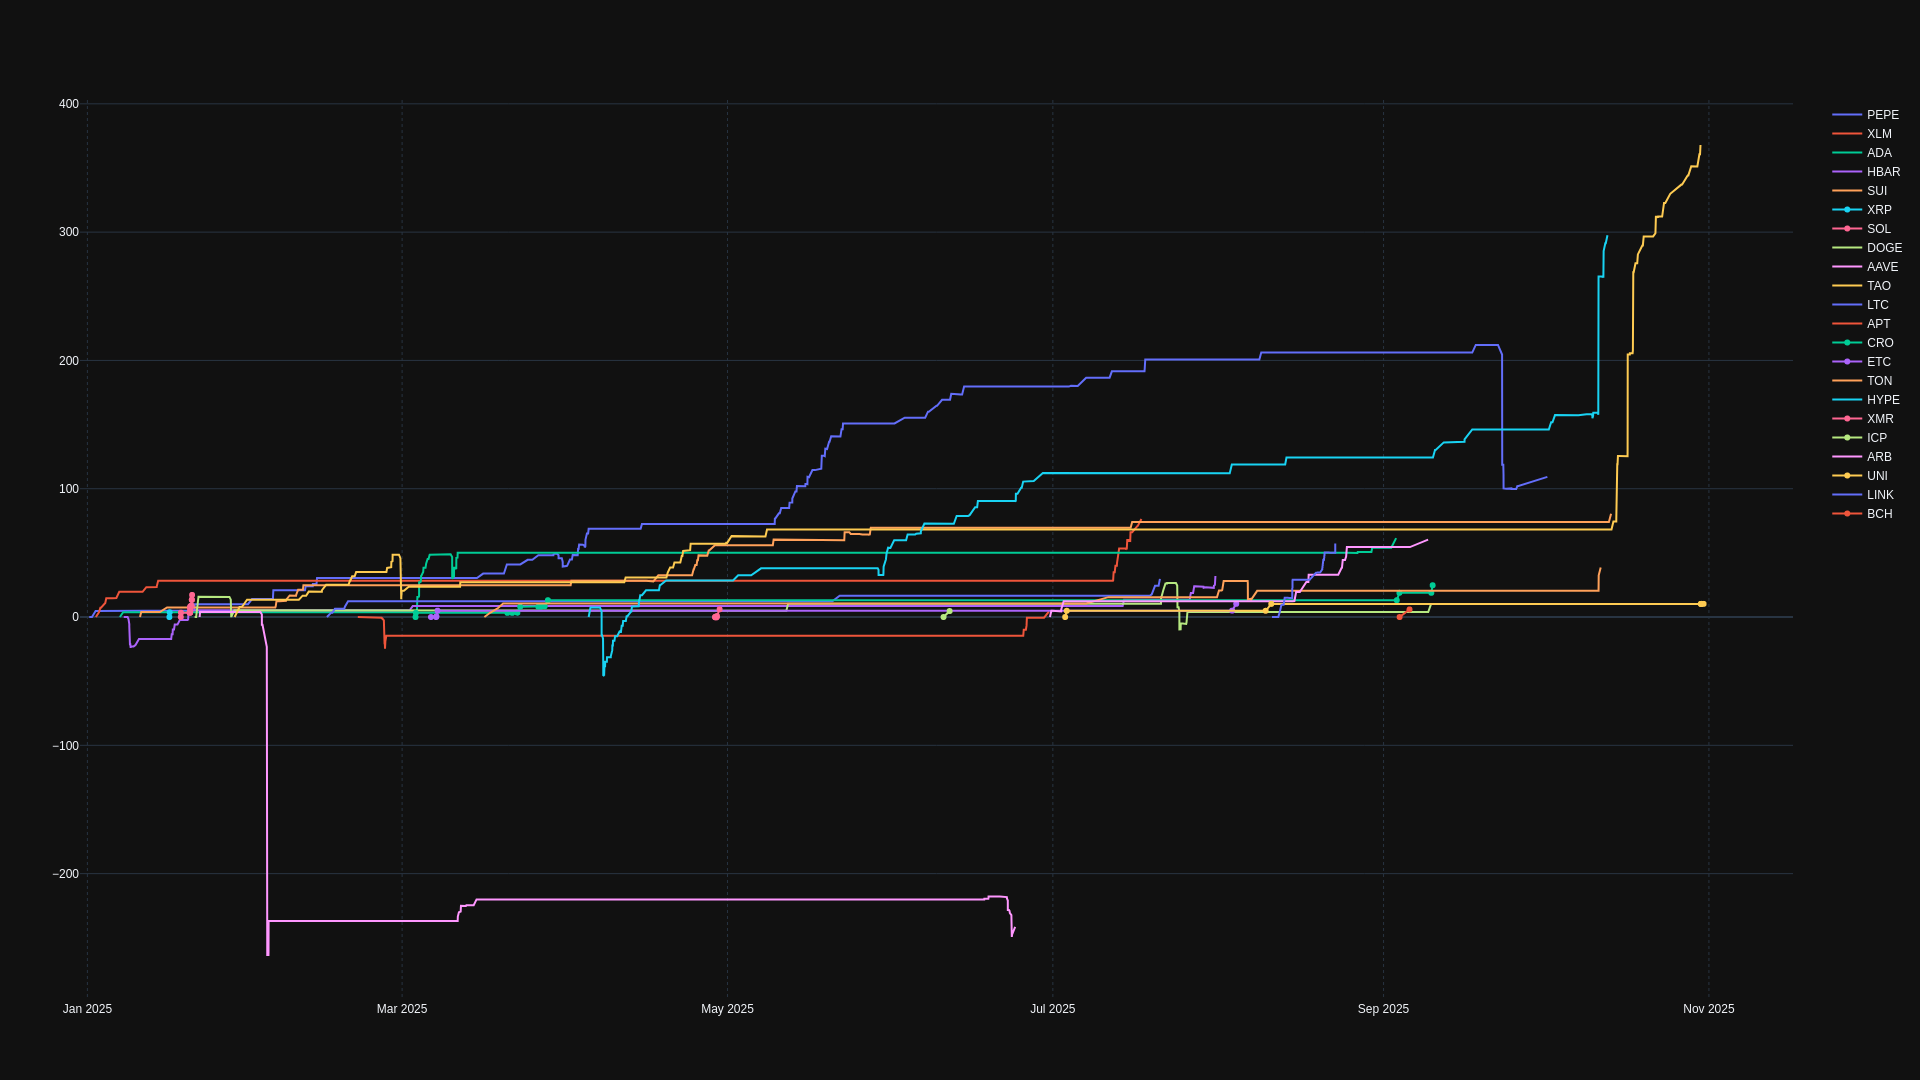 400
300
200
100
0
−100
−200
Jan 2025
Mar 2025
May 2025
Jul 2025
Sep 2025
Nov 2025
PEPE
XLM
ADA
HBAR
SUI
XRP
SOL
DOGE
AAVE
TAO
LTC
APT
CRO
ETC
TON
HYPE
XMR
ICP
ARB
UNI
LINK
BCH